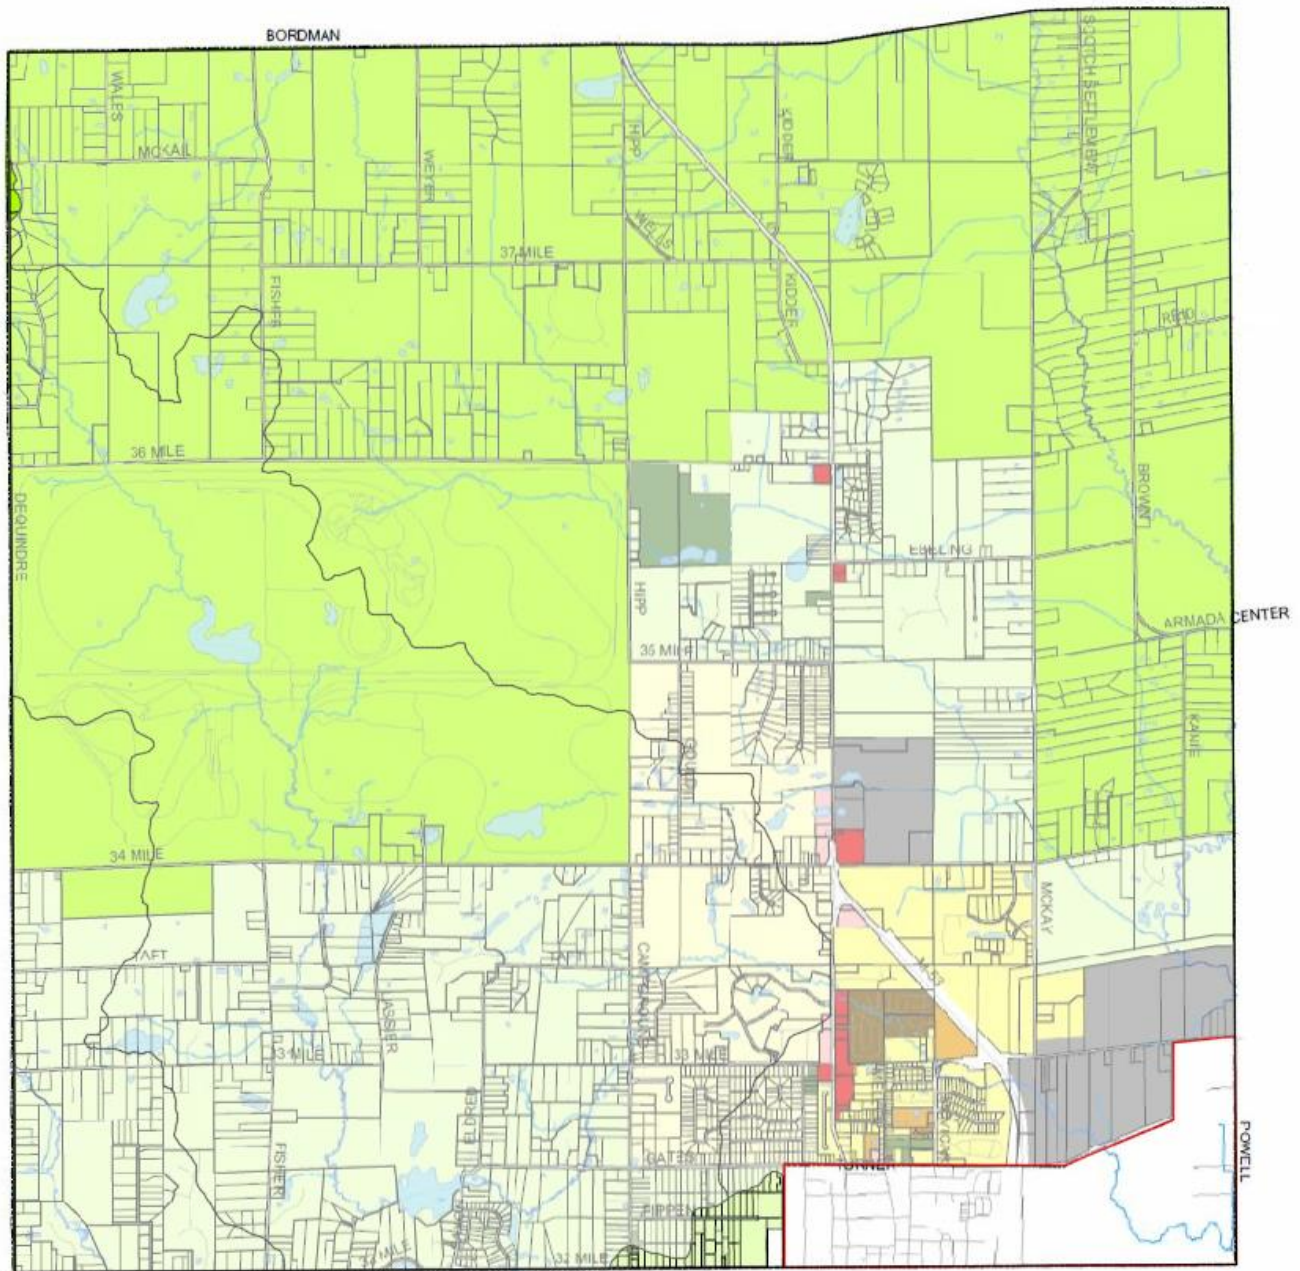 BORDMAN
WALES
SCOTCH SETTLEMENT
KIDDER
HIPP
MCKAIL
WEYER
WELLS
37 MILE
FISHER
KIDDER
REID
36 MILE
BROWN
DEQUINDRE
EBELING
HIPP
ARMADA CENTER
35 MILE
KANIE
34 MILE
MCKAY
TAFT
TAFT
CAMPGROUND
M-53
33 MILE
33 MILE
FISHER
ELDRED
GATES
TURNER
POWELL
FIPPEN
32 MILE